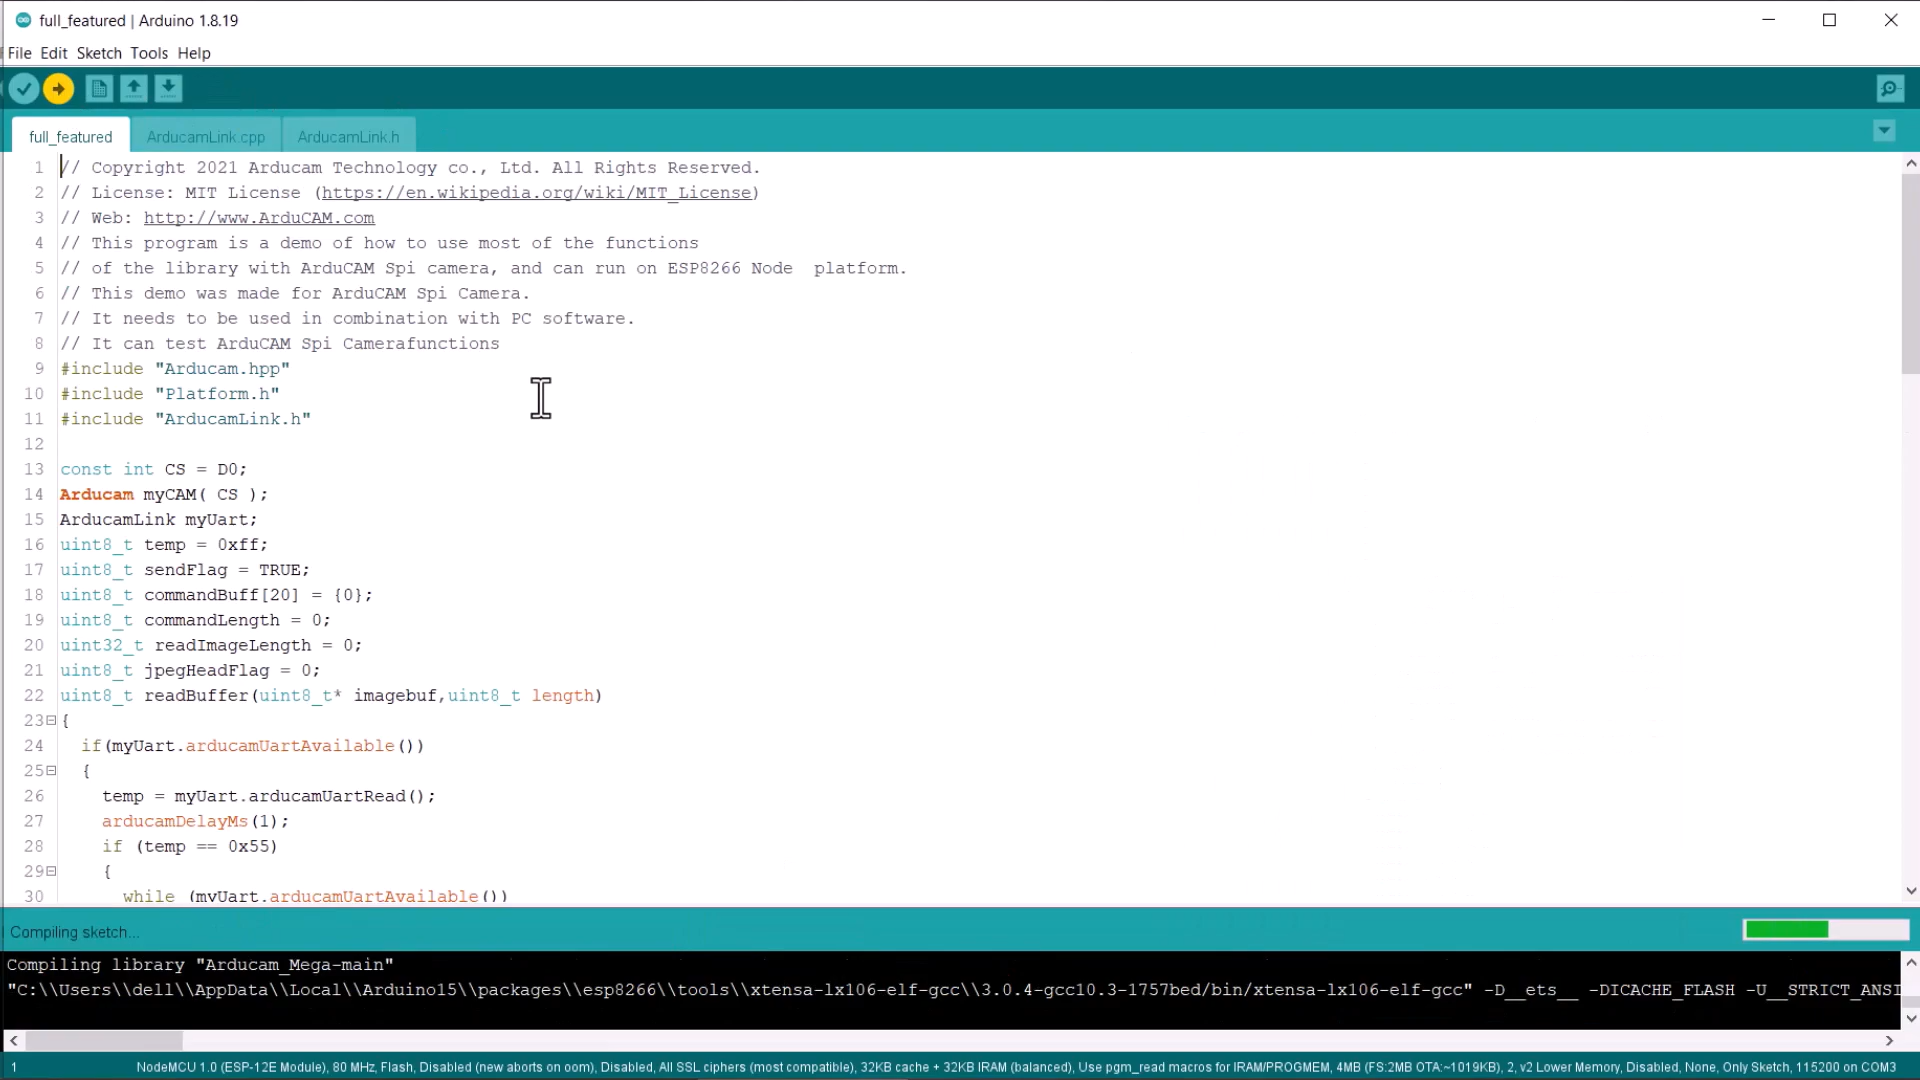 full_featured | Arduino 1.8.19
File Edit Sketch Tools Help
full_featured ArducamLink.cpp ArducamLink.h
1 // Copyright 2021 Arducam Technology co., Ltd. All Rights Reserved.
2 // License: MIT License (https://en.wikipedia.org/wiki/MIT_License)
3 // Web: http://www.ArduCAM.com
4 // This program is a demo of how to use most of the functions
5 // of the library with ArduCAM Spi camera, and can run on ESP8266 Node  platform.
6 // This demo was made for ArduCAM Spi Camera.
7 // It needs to be used in combination with PC software.
8 // It can test ArduCAM Spi Camerafunctions
9 #include "Arducam.hpp"
10 #include "Platform.h"
11 #include "ArducamLink.h"
12
13 const int CS = D0;
14 Arducam myCAM( CS );
15 ArducamLink myUart;
16 uint8_t temp = 0xff;
17 uint8_t sendFlag = TRUE;
18 uint8_t commandBuff[20] = {0};
19 uint8_t commandLength = 0;
20 uint32_t readImageLength = 0;
21 uint8_t jpegHeadFlag = 0;
22 uint8_t readBuffer(uint8_t* imagebuf,uint8_t length)
23 {
24 if(myUart.arducamUartAvailable())
25 {
26 temp = myUart.arducamUartRead();
27 arducamDelayMs(1);
28 if (temp == 0x55)
29 {
30 while (myUart.arducamUartAvailable())
Compiling sketch...
Compiling library "Arducam_Mega-main"
"C:\\Users\\dell\\AppData\\Local\\Arduino15\\packages\\esp8266\\tools\\xtensa-lx106-elf-gcc\\3.0.4-gcc10.3-1757bed/bin/xtensa-lx106-elf-gcc" -D__ets__ -DICACHE_FLASH -U__STRICT_ANSI
1 NodeMCU 1.0 (ESP-12E Module), 80 MHz, Flash, Disabled (new aborts on oom), Disabled, All SSL ciphers (most compatible), 32KB cache + 32KB IRAM (balanced), Use pgm_read macros for IRAM/PROGMEM, 4MB (FS:2MB OTA:~1019KB), 2, v2 Lower Memory, Disabled, None, Only Sketch, 115200 on COM3